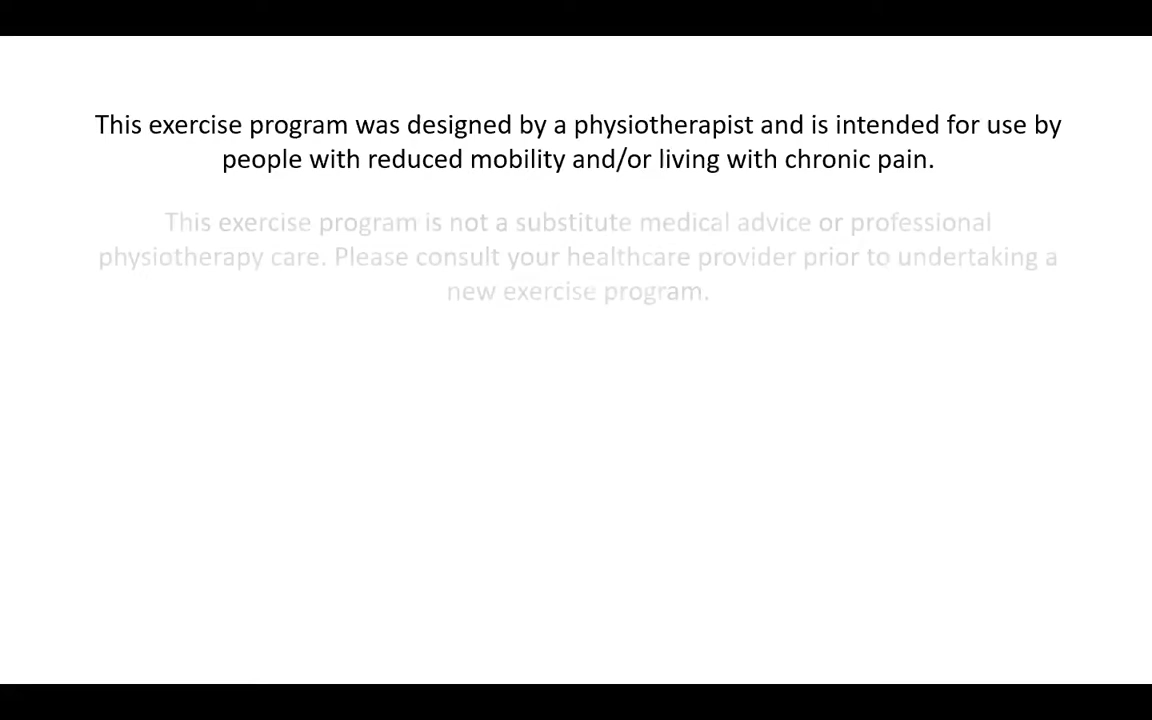 This exercise program was designed by a physiotherapist and is intended for use by
people with reduced mobility and/or living with chronic pain.
This exercise program is not a substitute medical advice or professional
physiotherapy care. Please consult your healthcare provider prior to undertaking a
new exercise program.